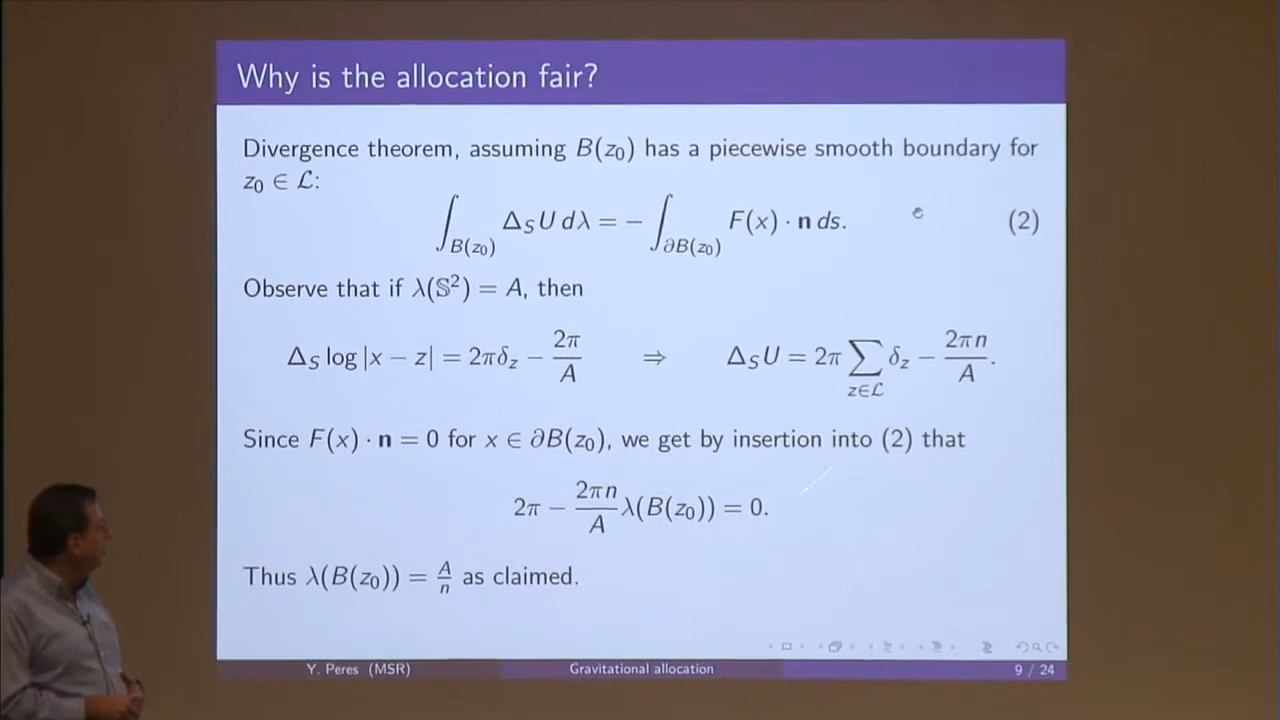 Why is the allocation fair?
Divergence theorem, assuming B(z₀) has a piecewise smooth boundary for
z₀ ∈ ℒ:
∫_{B(z₀)} Δ_S U dλ = − ∫_{∂B(z₀)} F(x) · **n** ds. (2)
Observe that if λ(𝕊²) = A, then
Δ_S log |x − z| = 2πδ_z − 2π/A ⇒ Δ_S U = 2π ∑_{z∈ℒ} δ_z − 2πn/A.
Since F(x) · **n** = 0 for x ∈ ∂B(z₀), we get by insertion into (2) that
2π − 2πn/A λ(B(z₀)) = 0.
Thus λ(B(z₀)) = A/n as claimed.
Y. Peres (MSR) Gravitational allocation 9 / 24